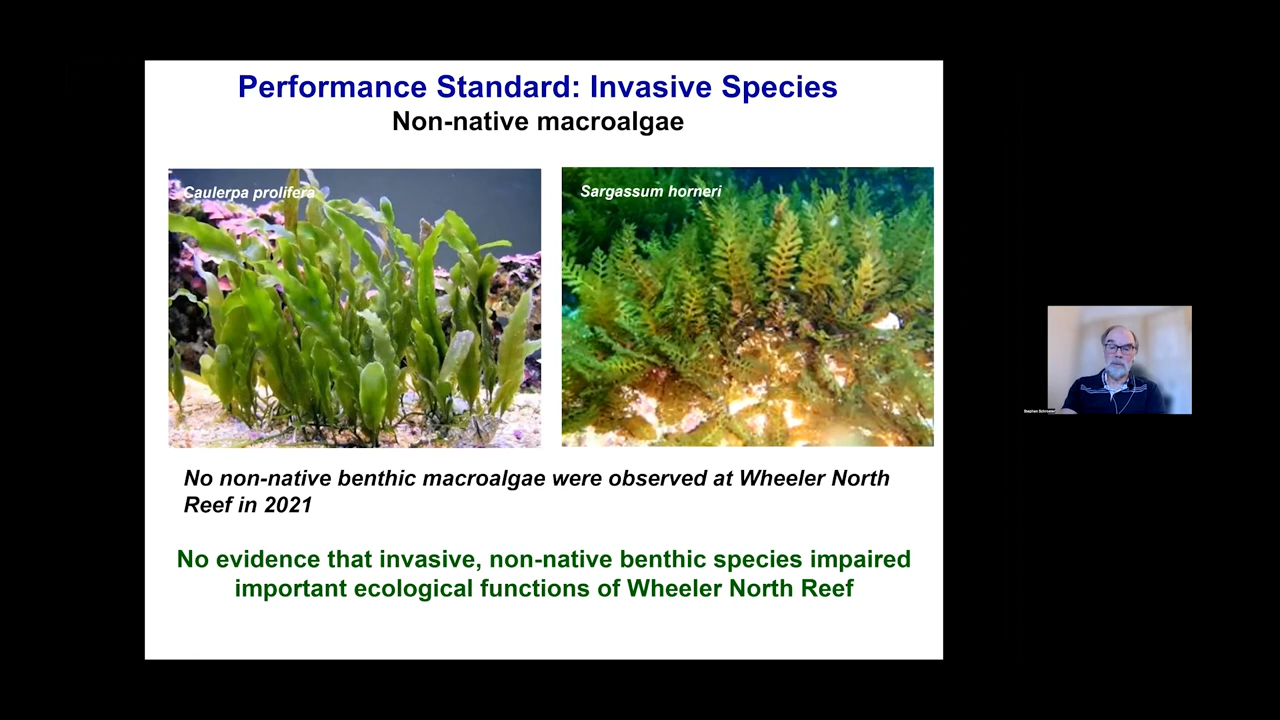 Performance Standard: Invasive Species
Non-native macroalgae
Caulerpa prolifera
Sargassum horneri
No non-native benthic macroalgae were observed at Wheeler North
Reef in 2021
No evidence that invasive, non-native benthic species impaired
important ecological functions of Wheeler North Reef
Stephen Schroeter